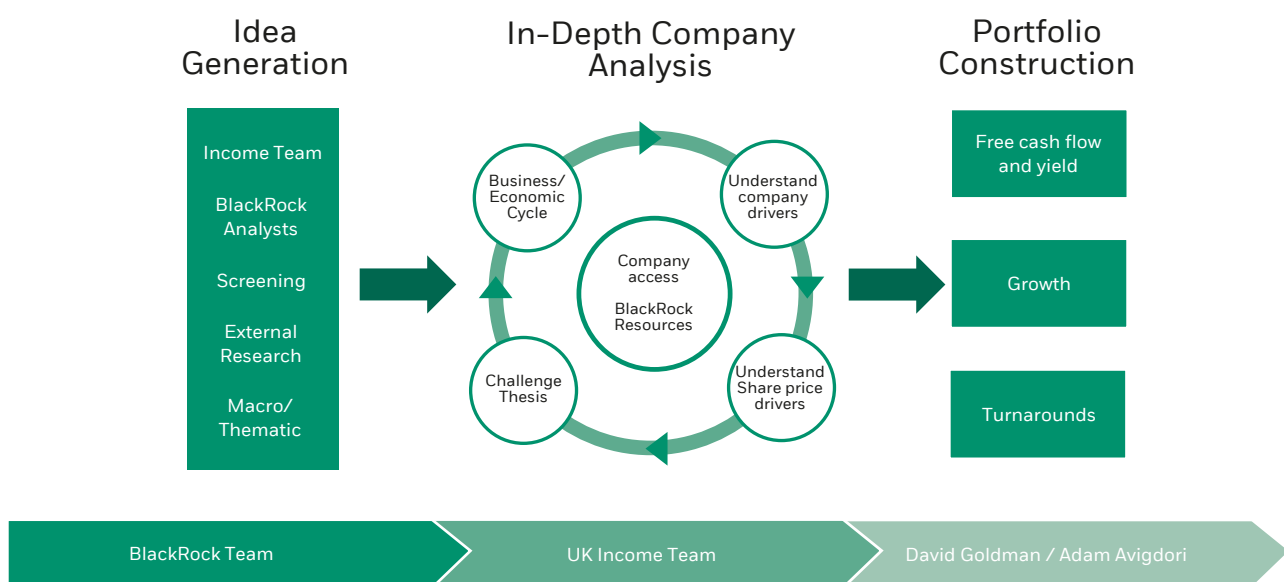 Idea
Generation
In-Depth Company
Analysis
Portfolio
Construction
Income Team
BlackRock
Analysts
Screening
External
Research
Macro/
Thematic
Business/
Economic
Cycle
Understand
company
drivers
Company
access
BlackRock
Resources
Challenge
Thesis
Understand
Share price
drivers
Free cash flow
and yield
Growth
Turnarounds
BlackRock Team
UK Income Team
David Goldman / Adam Avigdori